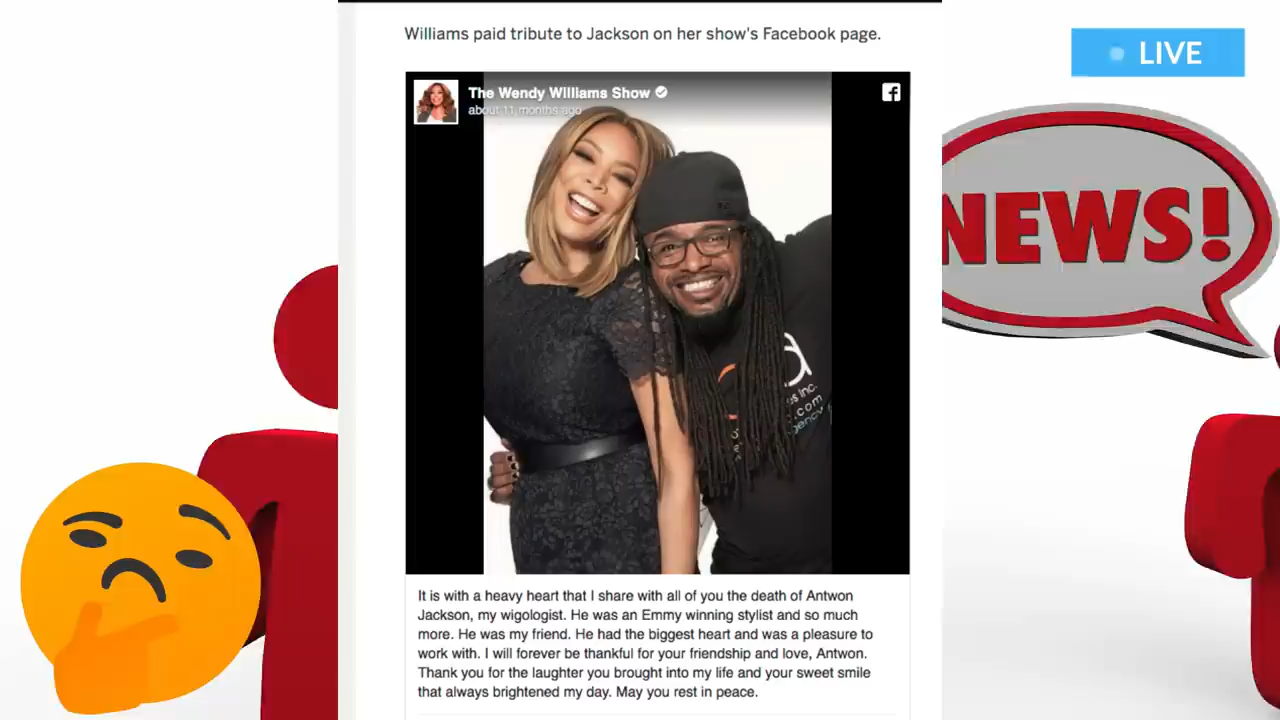 Williams paid tribute to Jackson on her show's Facebook page.
LIVE
The Wendy Williams Show
about 11 months ago
NEWS!
a
es Inc.
.com
gency
It is with a heavy heart that I share with all of you the death of Antwon
Jackson, my wigologist. He was an Emmy winning stylist and so much
more. He was my friend. He had the biggest heart and was a pleasure to
work with. I will forever be thankful for your friendship and love, Antwon.
Thank you for the laughter you brought into my life and your sweet smile
that always brightened my day. May you rest in peace.